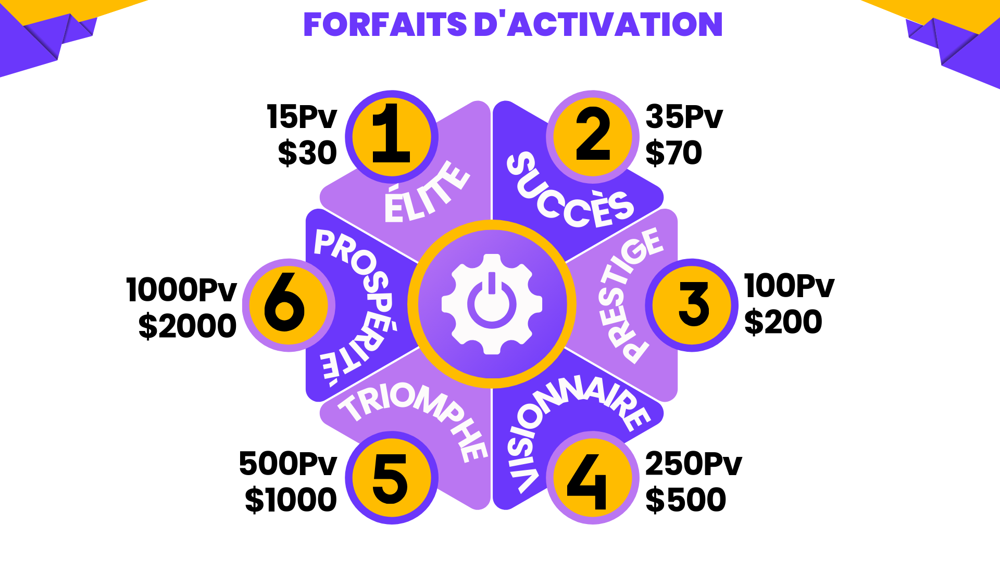 FORFAITS D'ACTIVATION
15Pv
$30
1
ÉLITE
2
35Pv
$70
SUCCÈS
PRESTIGE
3
100Pv
$200
VISIONNAIRE
4
250Pv
$500
TRIOMPHE
5
500Pv
$1000
PROSPÉRITÉ
6
1000Pv
$2000